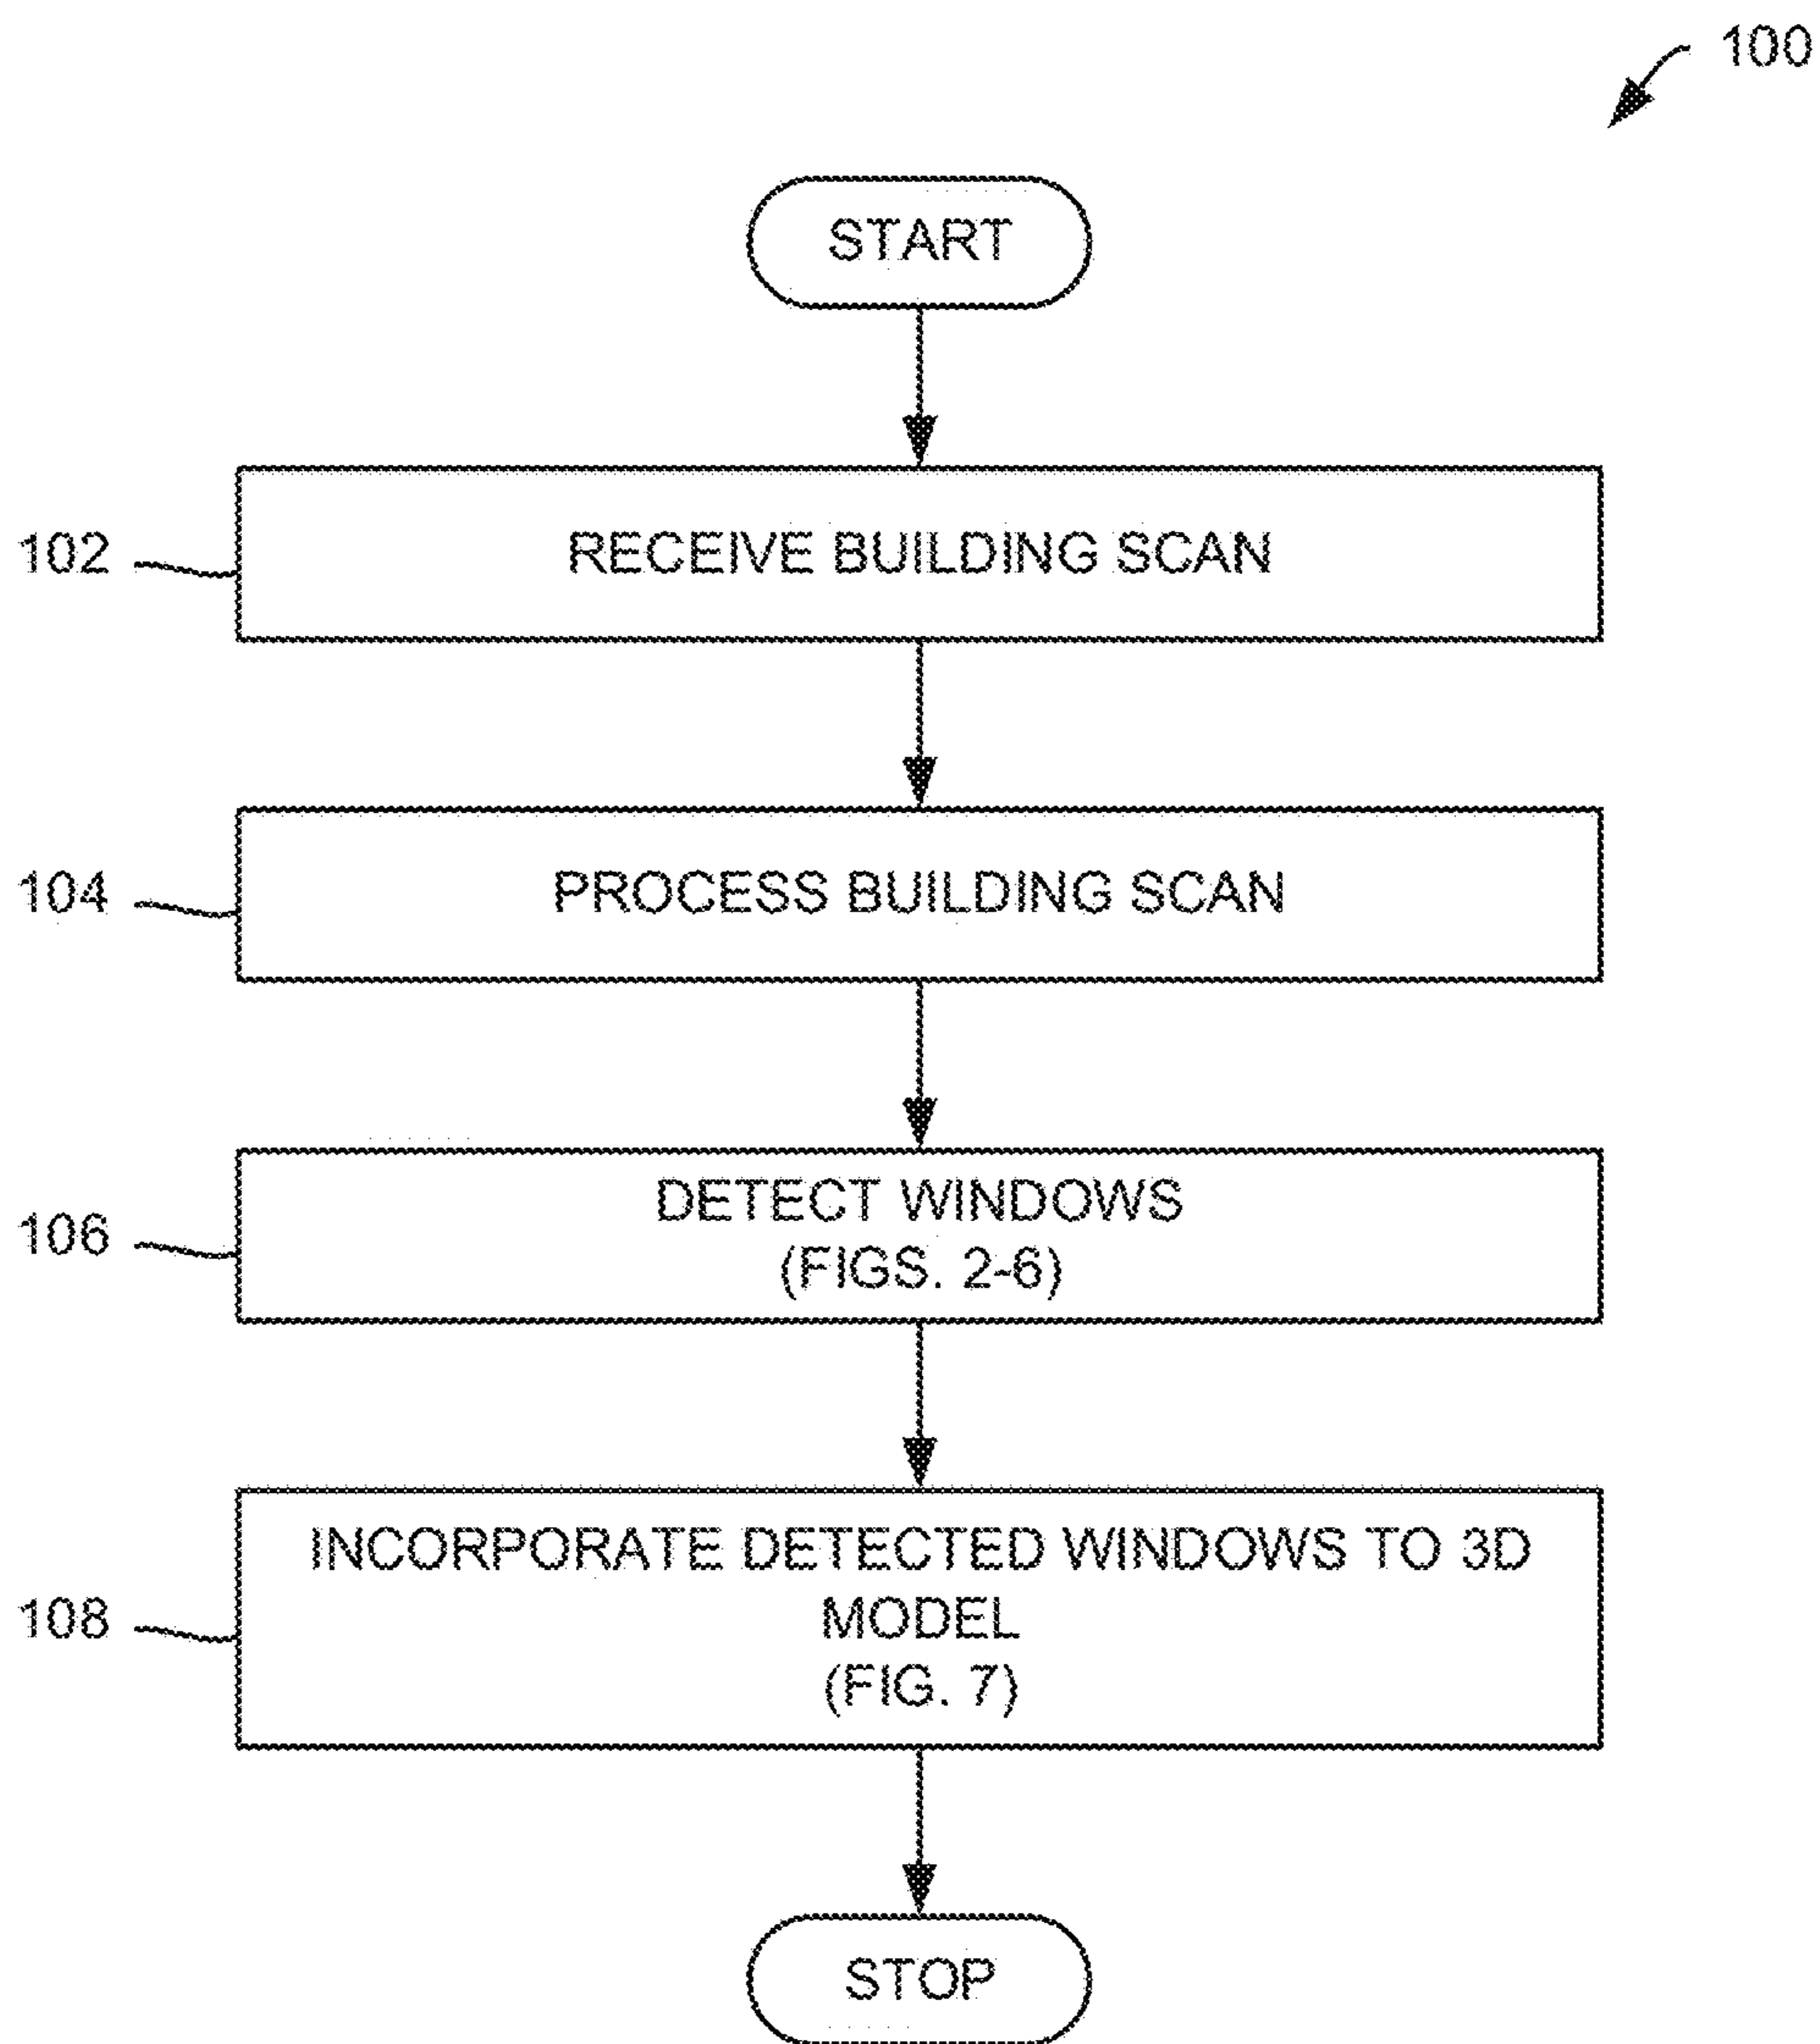 100
START
102
RECEIVE BUILDING SCAN
104
PROCESS BUILDING SCAN
106
DETECT WINDOWS
(FIGS. 2-6)
108
INCORPORATE DETECTED WINDOWS TO 3D
MODEL
(FIG. 7)
STOP